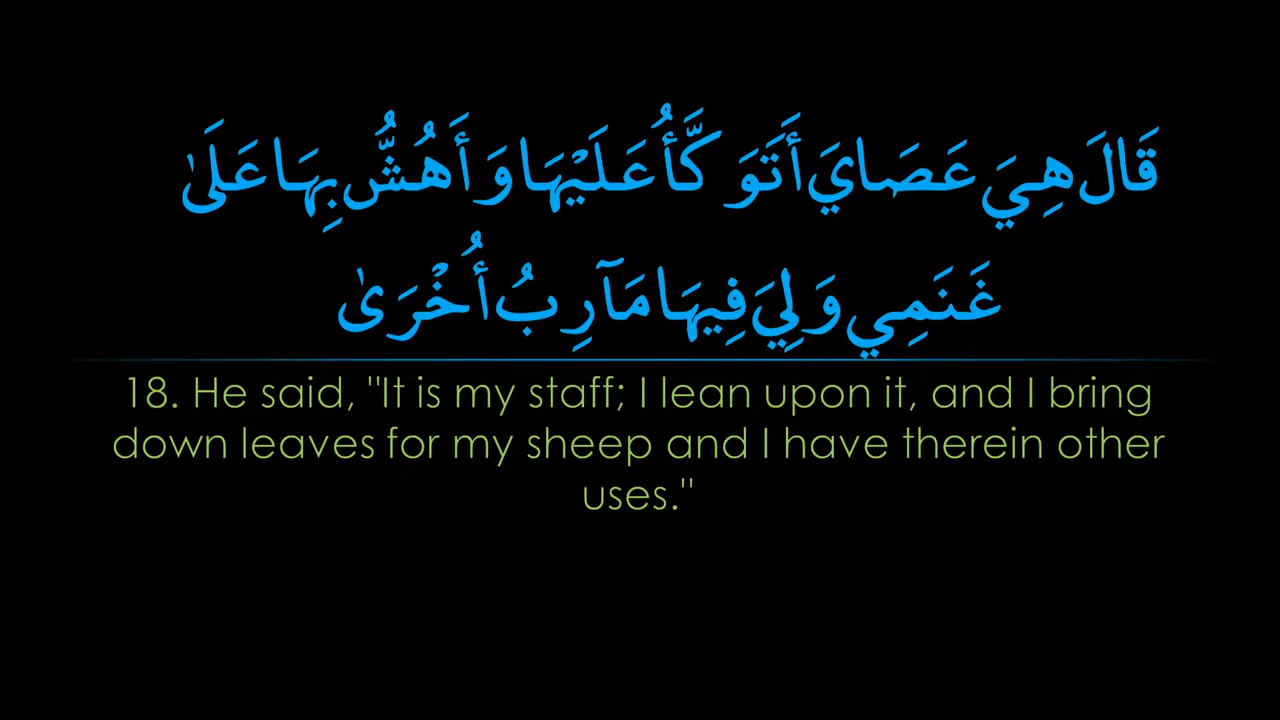 قَالَ هِيَ عَصَايَ أَتَوَكَّأُ عَلَيْهَا وَأَهُشُّ بِهَا عَلَىٰ
غَنَمِي وَلِيَ فِيهَا مَآرِبُ أُخْرَىٰ
18. He said, "It is my staff; I lean upon it, and I bring
down leaves for my sheep and I have therein other
uses."